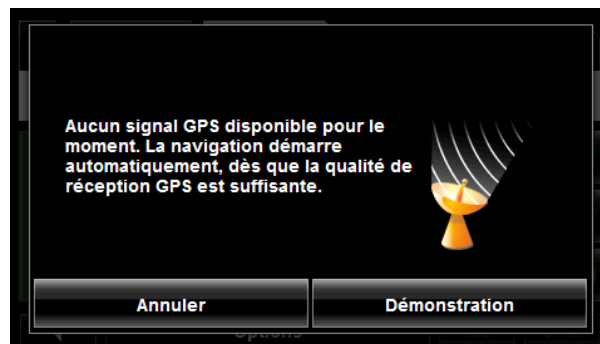 Aucun signal GPS disponible pour le
moment. La navigation démarre
automatiquement, dès que la qualité de
réception GPS est suffisante.
Annuler
Démonstration
Options